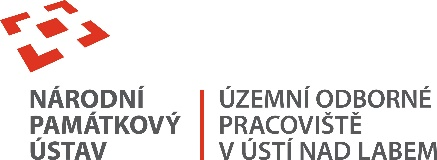 NÁRODNÍ
PAMÁTKOVÝ
ÚSTAV
ÚZEMNÍ ODBORNÉ
PRACOVIŠTĚ
V ÚSTÍ NAD LABEM